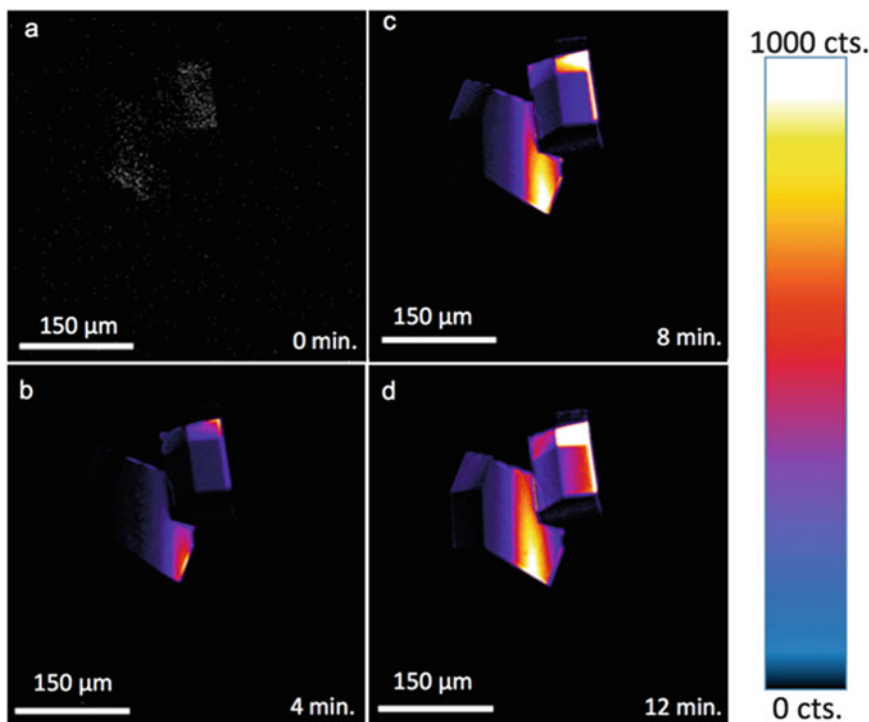 a
150 µm
0 min.
b
150 µm
4 min.
c
150 µm
8 min.
d
150 µm
12 min.
1000 cts.
0 cts.